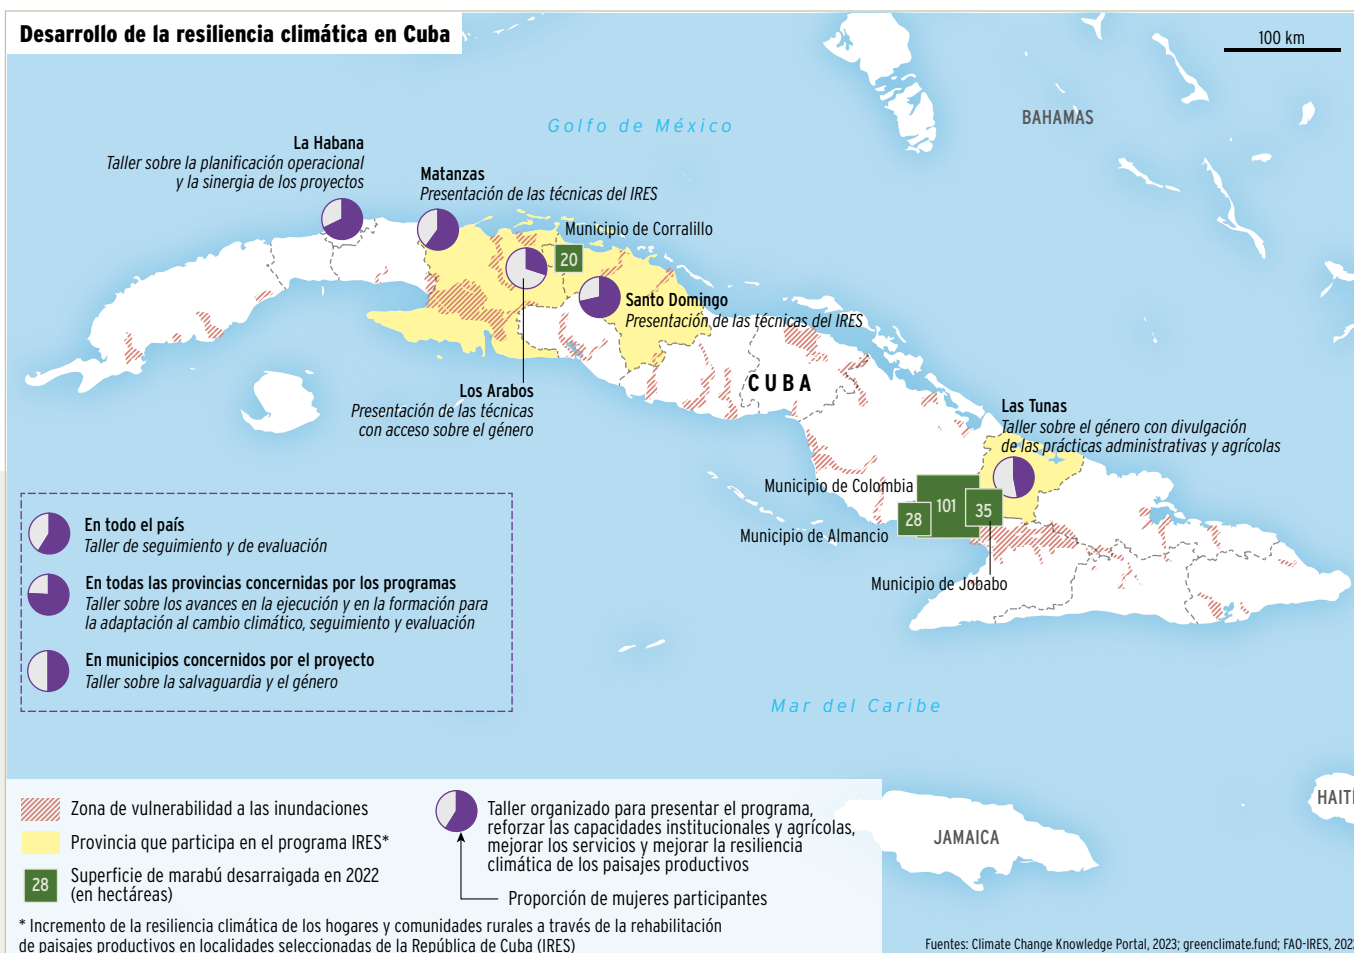 Desarrollo de la resiliencia climática en Cuba
100 km
BAHAMAS
Golfo de México
La Habana
Taller sobre la planificación operacional
y la sinergia de los proyectos
Matanzas
Presentación de las técnicas del IRES
Municipio de Corralillo
20
Santo Domingo
Presentación de las técnicas del IRES
CUBA
Los Arabos
Presentación de las técnicas
con acceso sobre el género
Las Tunas
Taller sobre el género con divulgación
de las prácticas administrativas y agrícolas
Municipio de Colombia
101
35
28
Municipio de Almancio
Municipio de Jobabo
En todo el país
Taller de seguimiento y de evaluación
En todas las provincias concernidas por los programas
Taller sobre los avances en la ejecución y en la formación para
la adaptación al cambio climático, seguimiento y evaluación
En municipios concernidos por el proyecto
Taller sobre la salvaguardia y el género
Mar del Caribe
HAITÍ
JAMAICA
Zona de vulnerabilidad a las inundaciones
Provincia que participa en el programa IRES*
28
Superficie de marabú desarraigada en 2022
(en hectáreas)
Taller organizado para presentar el programa,
reforzar las capacidades institucionales y agrícolas,
mejorar los servicios y mejorar la resiliencia
climática de los paisajes productivos
Proporción de mujeres participantes
* Incremento de la resiliencia climática de los hogares y comunidades rurales a través de la rehabilitación
de paisajes productivos en localidades seleccionadas de la República de Cuba (IRES)
Fuentes: Climate Change Knowledge Portal, 2023; greenclimate.fund; FAO-IRES, 2023